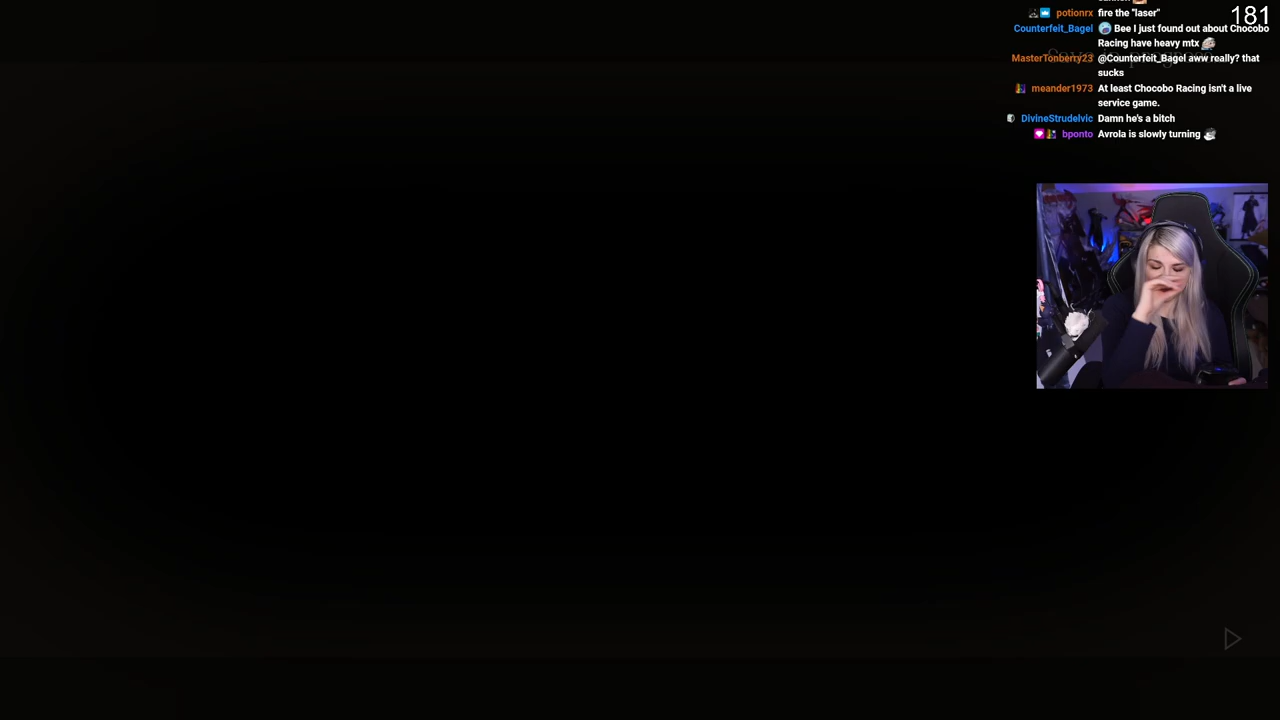 181
potionrx fire the "laser"
Counterfeit_Bagel Bee I just found out about Chocobo
Racing have heavy mtx
MasterTonberry23 @Counterfeit_Bagel aww really? that
sucks
meander1973 At least Chocobo Racing isn't a live
service game.
DivineStrudelvic Damn he's a bitch
bponto Avrola is slowly turning